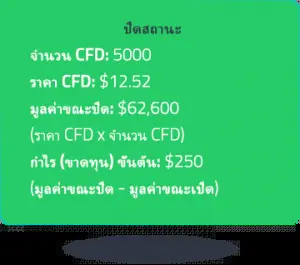 ปิดสถานะ
จำนวน CFD: 5000
ราคา CFD: $12.52
มูลค่าขณะปิด: $62,600
(ราคา CFD x จำนวน CFD)
กำไร (ขาดทุน) ขั้นต้น: $250
(มูลค่าขณะปิด - มูลค่าขณะเปิด)